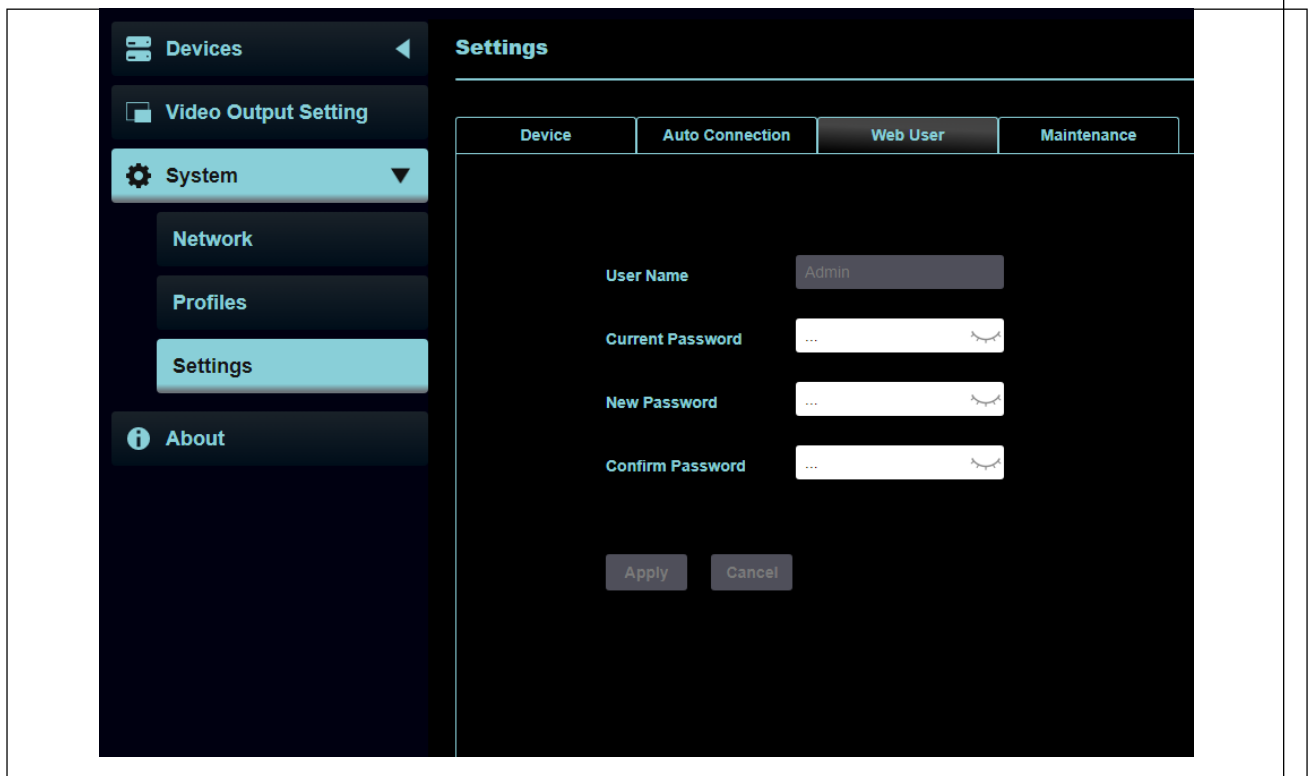 Devices
Video Output Setting
System
Network
Profiles
Settings
About
Settings
Device
Auto Connection
Web User
Maintenance
User Name
Admin
Current Password
...
New Password
...
Confirm Password
...
Apply
Cancel